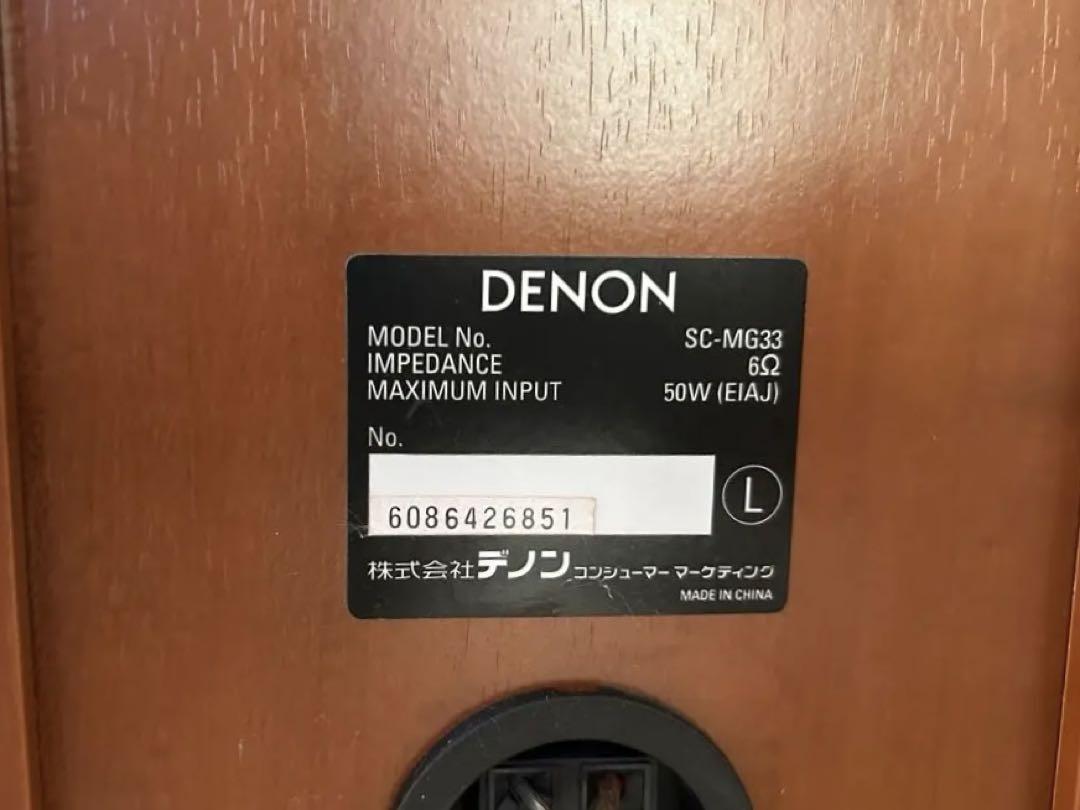 DENON
MODEL No. SC-MG33
IMPEDANCE 6Ω
MAXIMUM INPUT 50W (EIAJ)
No.
6086426851
L
株式会社デノン コンシューマー マーケティング
MADE IN CHINA